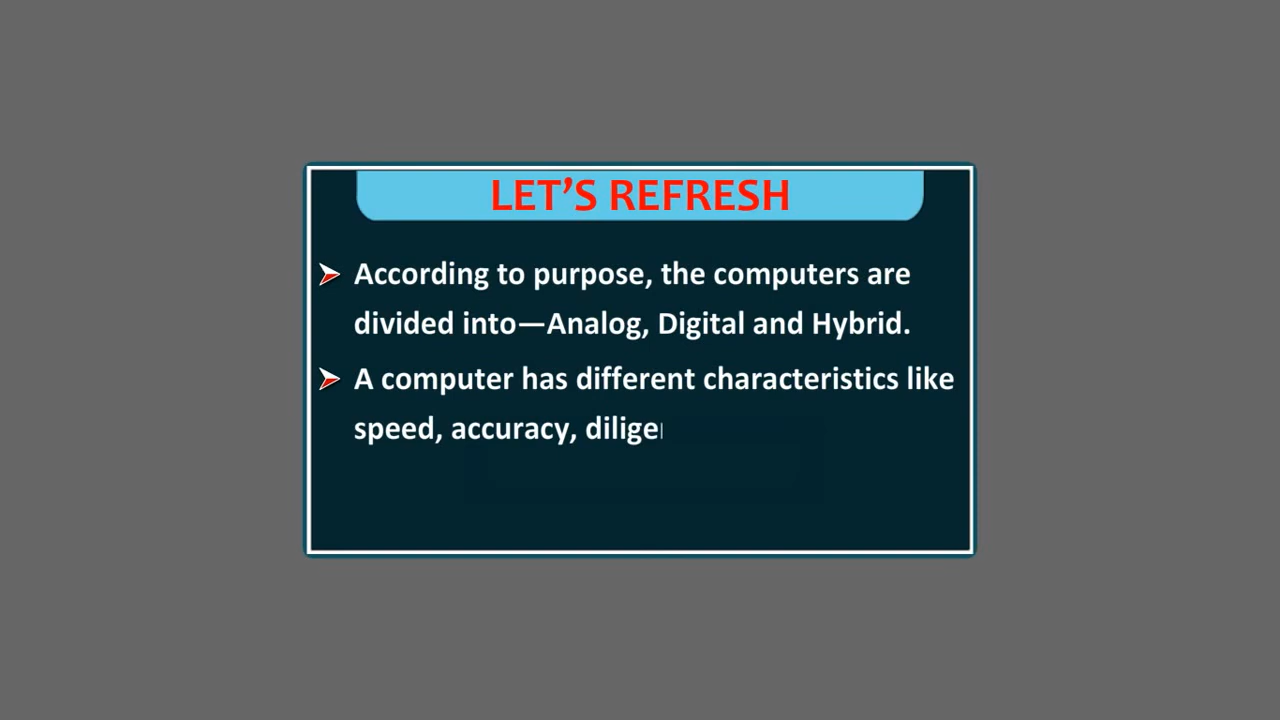 LET'S REFRESH
According to purpose, the computers are
divided into—Analog, Digital and Hybrid.
A computer has different characteristics like
speed, accuracy, dilige